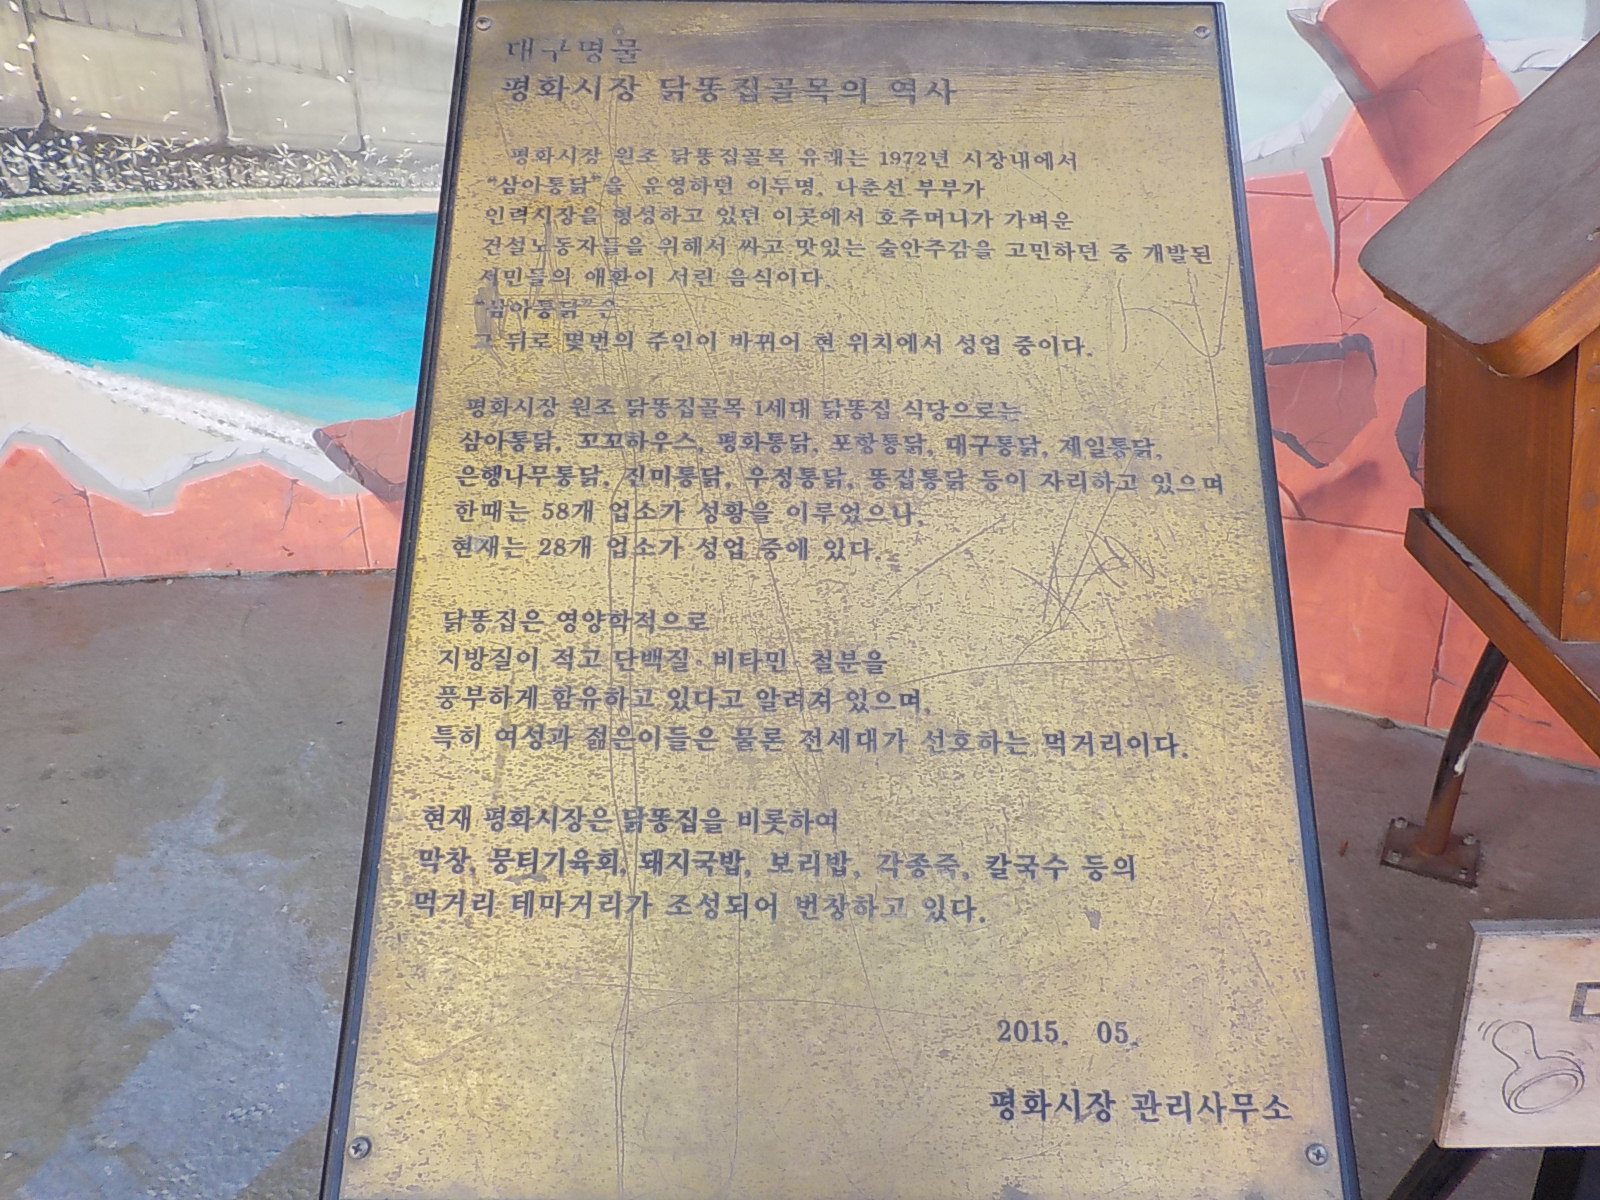 대구명물
평화시장 닭똥집골목의 역사
평화시장 원조 닭똥집골목 유래는 1972년 시장내에서
"삼아통닭"을 운영하던 이두명, 나춘선 부부가
인력시장을 형성하고 있던 이곳에서 호주머니가 가벼운
건설노동자들을 위해서 싸고 맛있는 술안주감을 고민하던 중 개발된
서민들의 애환이 서린 음식이다.
"삼아통닭"은
그 뒤로 몇번의 주인이 바뀌어 현 위치에서 성업 중이다.
평화시장 원조 닭똥집골목 1세대 닭똥집 식당으로는
삼아통닭, 꼬꼬하우스, 평화통닭, 포항통닭, 대구통닭, 제일통닭,
은행나무통닭, 진미통닭, 우정통닭, 똥집통닭 등이 자리하고 있으며
한때는 58개 업소가 성황을 이루었으나,
현재는 28개 업소가 성업 중에 있다.
닭똥집은 영양학적으로
지방질이 적고 단백질·비타민·철분을
풍부하게 함유하고 있다고 알려져 있으며,
특히 여성과 젊은이들은 물론 전세대가 선호하는 먹거리이다.
현재 평화시장은 닭똥집을 비롯하여
막창, 뭉티기육회, 돼지국밥, 보리밥, 각종죽, 칼국수 등의
먹거리 테마거리가 조성되어 번창하고 있다.
2015. 05.
평화시장 관리사무소